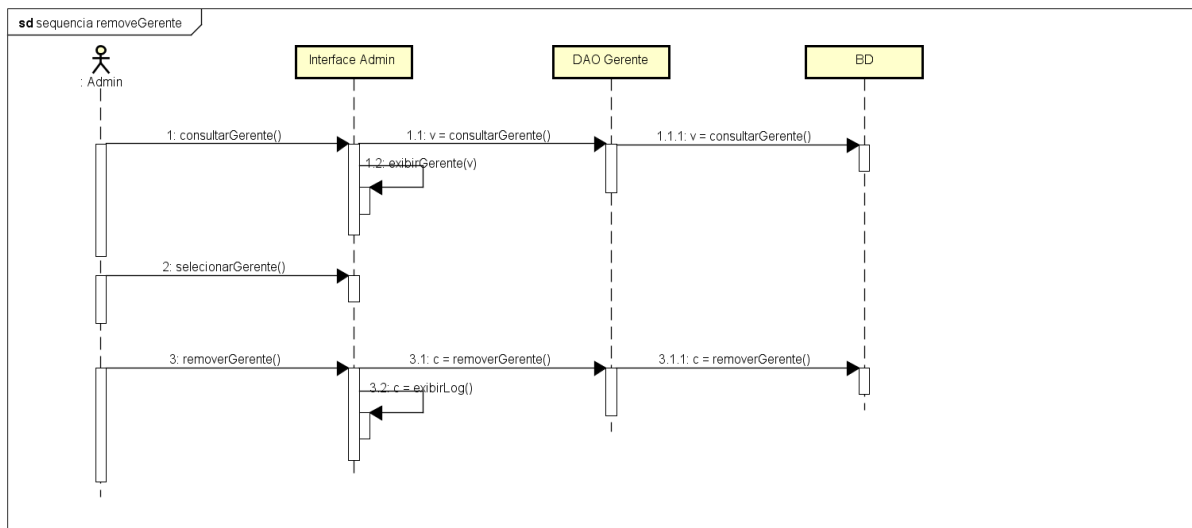 sd sequencia removeGerente
: Admin
Interface Admin
DAO Gerente
BD
1: consultarGerente()
1.1: v = consultarGerente()
1.1.1: v = consultarGerente()
1.2: exibirGerente(v)
2: selecionarGerente()
3: removerGerente()
3.1: c = removerGerente()
3.1.1: c = removerGerente()
3.2: c = exibirLog()